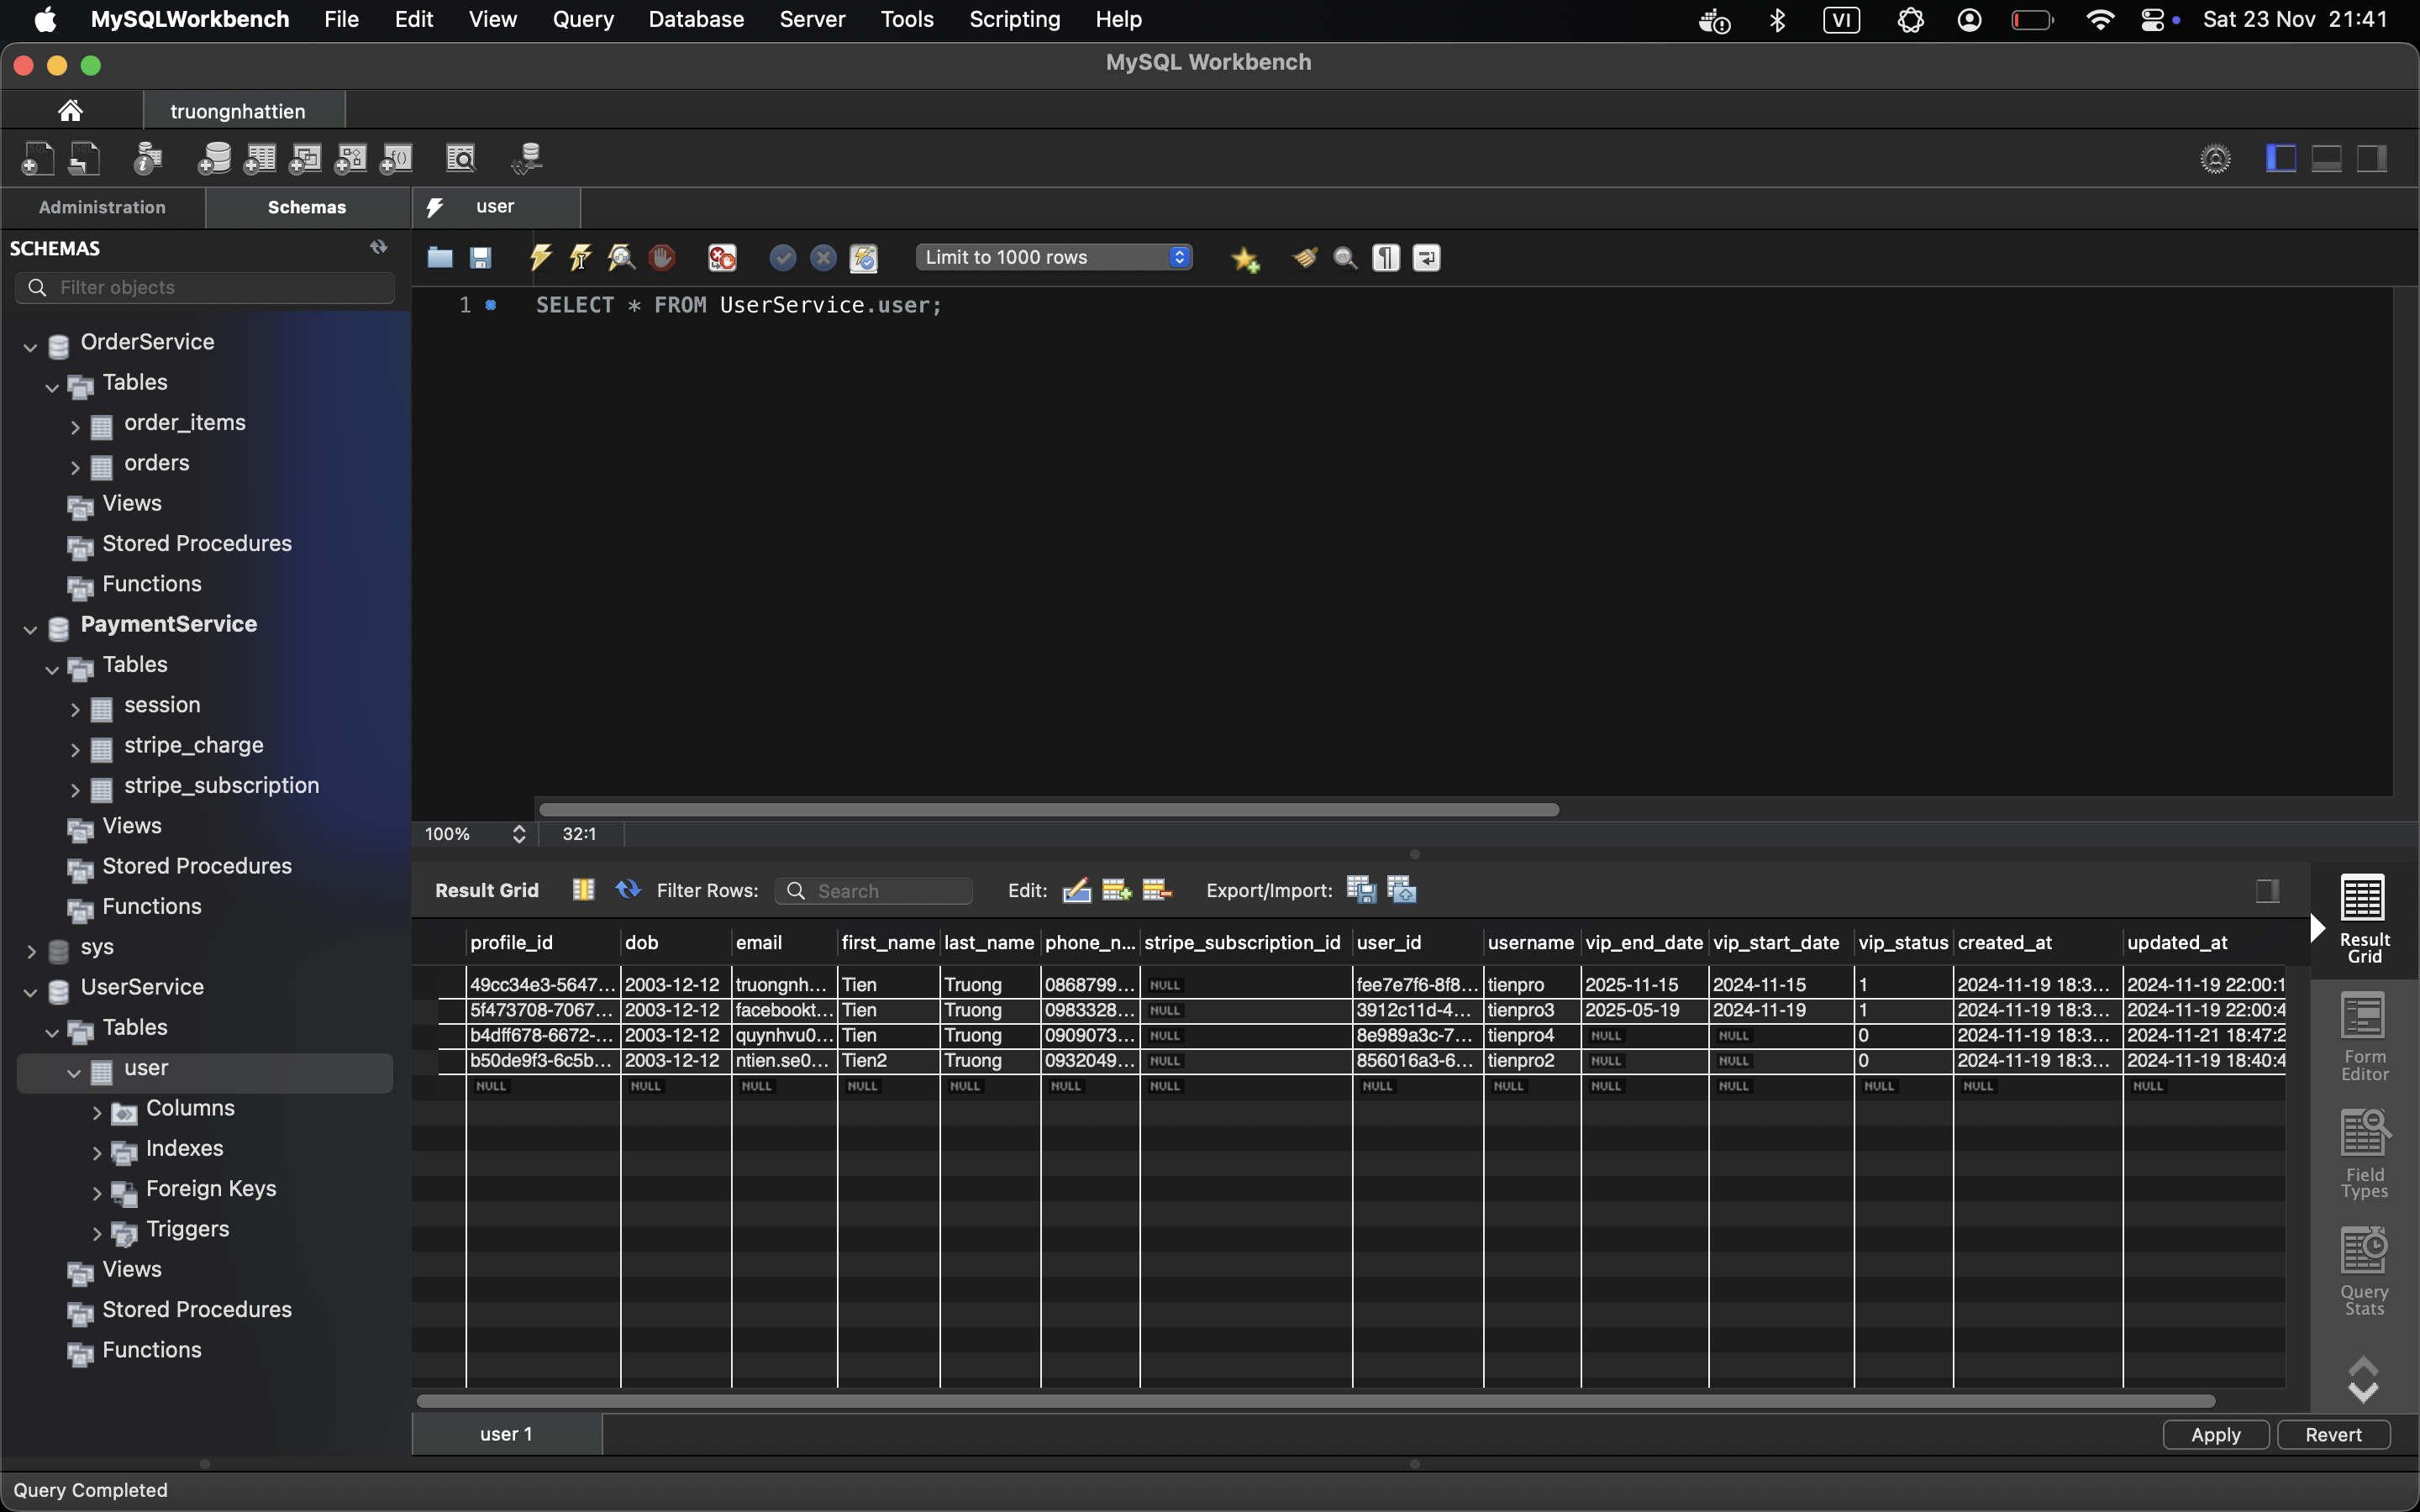 MySQLWorkbench File Edit View Query Database Server Tools Scripting Help VI Sat 23 Nov 21:41
MySQL Workbench
truongnhattien
Administration Schemas user
SCHEMAS
Filter objects
Limit to 1000 rows
1 SELECT * FROM UserService.user;
OrderService
Tables
order_items
orders
Views
Stored Procedures
Functions
PaymentService
Tables
session
stripe_charge
stripe_subscription
Views
Stored Procedures
Functions
sys
UserService
Tables
user
Columns
Indexes
Foreign Keys
Triggers
Views
Stored Procedures
Functions
100% 32:1
Result Grid Filter Rows: Search Edit: Export/Import:
profile_id dob email first_name last_name phone_n... stripe_subscription_id user_id username vip_end_date vip_start_date vip_status created_at updated_at
49cc34e3-5647... 2003-12-12 truongnh... Tien Truong 0868799... NULL fee7e7f6-8f8... tienpro 2025-11-15 2024-11-15 1 2024-11-19 18:3... 2024-11-19 22:00:1
5f473708-7067... 2003-12-12 facebookt... Tien Truong 0983328... NULL 3912c11d-4... tienpro3 2025-05-19 2024-11-19 1 2024-11-19 18:3... 2024-11-19 22:00:4
b4dff678-6672-... 2003-12-12 quynhvu0... Tien Truong 0909073... NULL 8e989a3c-7... tienpro4 NULL NULL 0 2024-11-19 18:3... 2024-11-21 18:47:2
b50de9f3-6c5b... 2003-12-12 ntien.se0... Tien2 Truong 0932049... NULL 856016a3-6... tienpro2 NULL NULL 0 2024-11-19 18:3... 2024-11-19 18:40:4
NULL NULL NULL NULL NULL NULL NULL NULL NULL NULL NULL NULL NULL NULL
Result
Grid
Form
Editor
Field
Types
Query
Stats
user 1
Apply Revert
Query Completed